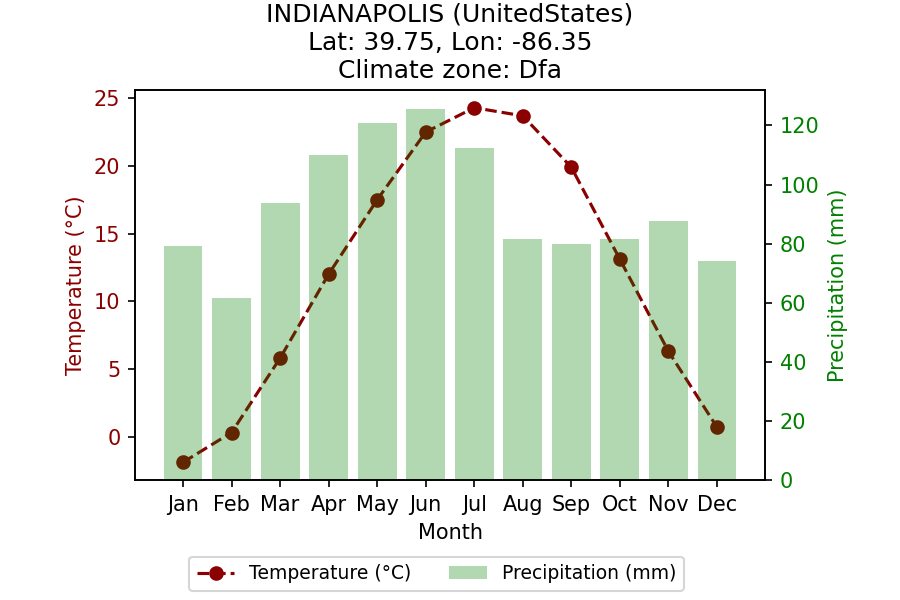 INDIANAPOLIS (UnitedStates)
Lat: 39.75, Lon: -86.35
Climate zone: Dfa
Temperature (°C)
25
20
15
10
5
0
120
100
80
60
40
20
0
Precipitation (mm)
Jan Feb Mar Apr May Jun Jul Aug Sep Oct Nov Dec
Month
Temperature (°C) Precipitation (mm)